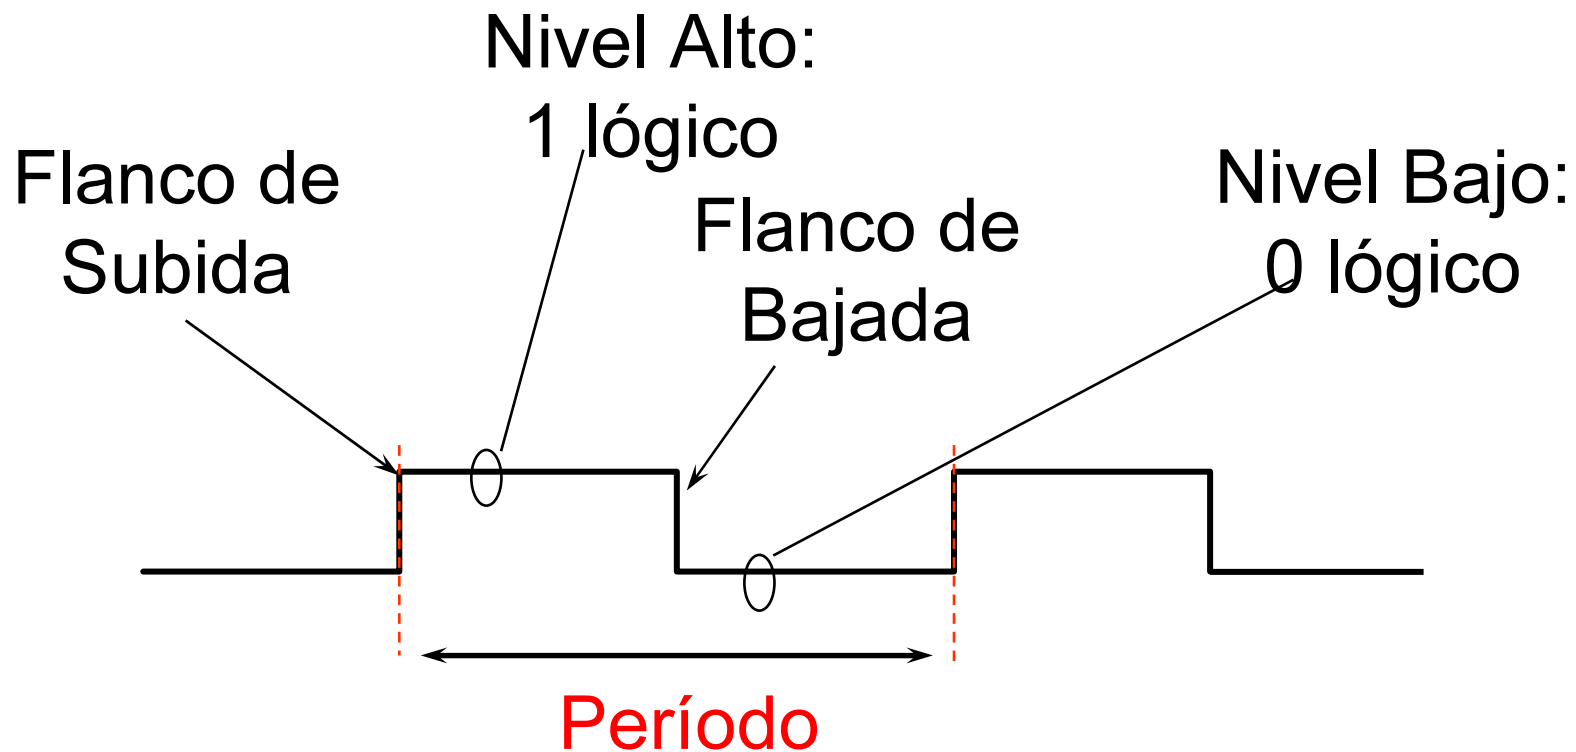 Nivel Alto:
1 lógico
Flanco de
Subida
Flanco de
Bajada
Nivel Bajo:
0 lógico
Período